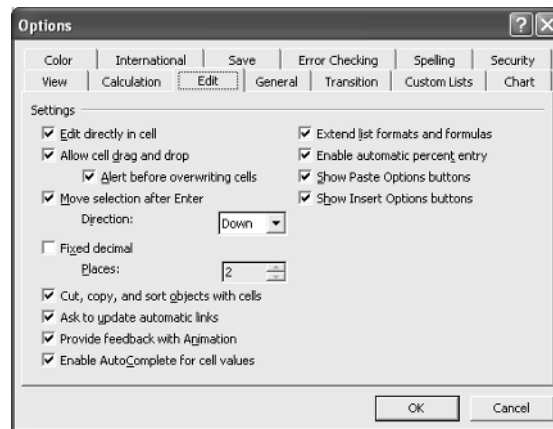 Options
Color International Save Error Checking Spelling Security
View Calculation Edit General Transition Custom Lists Chart
Settings
Edit directly in cell
Allow cell drag and drop
Alert before overwriting cells
Move selection after Enter
Direction: Down
Fixed decimal
Places: 2
Cut, copy, and sort objects with cells
Ask to update automatic links
Provide feedback with Animation
Enable AutoComplete for cell values
Extend list formats and formulas
Enable automatic percent entry
Show Paste Options buttons
Show Insert Options buttons
OK Cancel